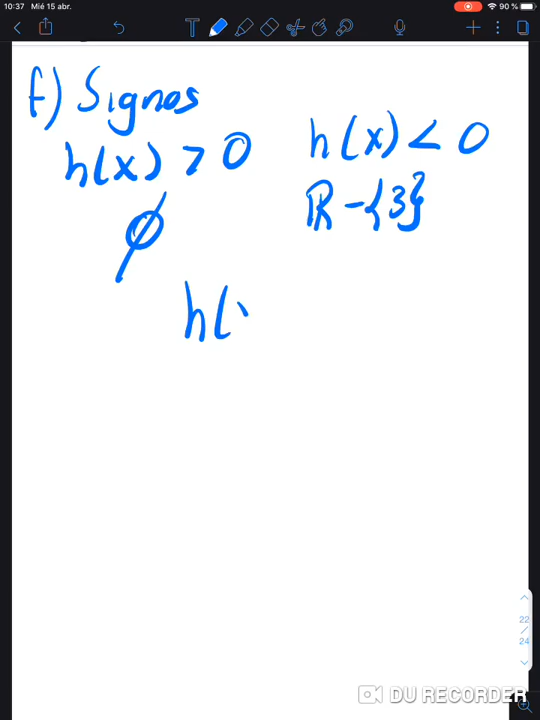 10:37 Mié 15 abr. 90 %
T
f) Signos
h(x) > 0 h(x) < 0
∅ ℝ - {3}
h(
22
/
24
DU RECORDER